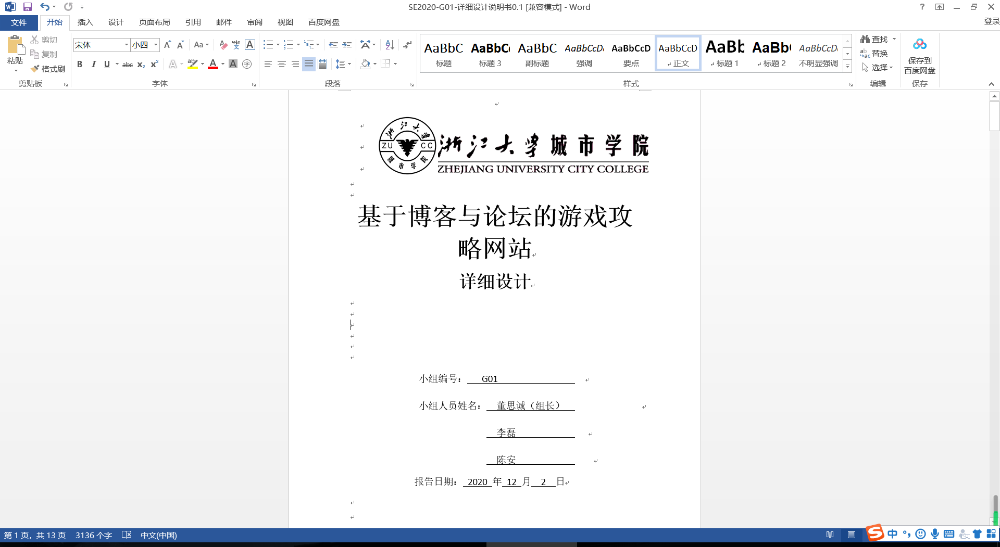 SE2020-G01-详细设计说明书0.1 [兼容模式] - Word
文件 开始 插入 设计 页面布局 引用 邮件 审阅 视图 百度网盘 登录
粘贴 剪切 复制 格式刷
宋体 小四
AaBbC AaBbC AaBbC AaBbCcD AaBbCcD AaBbCcD AaBb AaBb AaBbCcD
标题 标题 3 副标题 强调 要点 正文 标题 1 标题 2 不明显强调
查找 替换 选择
保存到
百度网盘
剪贴板 字体 段落 样式 编辑 保存
浙江大学
ZU CC
城市学院
浙江大学城市学院
ZHEJIANG UNIVERSITY CITY COLLEGE
基于博客与论坛的游戏攻
略网站
详细设计
小组编号： G01
小组人员姓名： 董思诚（组长）
李磊
陈安
报告日期： 2020 年 12 月 2 日
第 1 页，共 13 页 3136 个字 中文(中国)
中